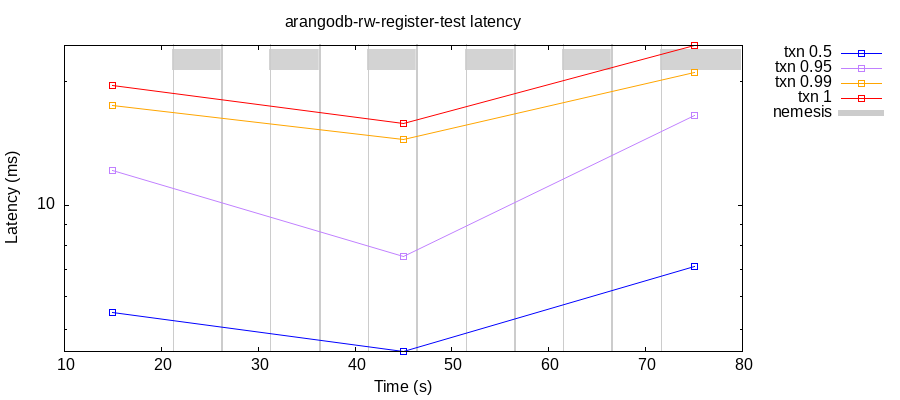 arangodb-rw-register-test latency
txn 0.5
txn 0.95
txn 0.99
txn 1
nemesis
Latency (ms)
10
10 20 30 40 50 60 70 80
Time (s)